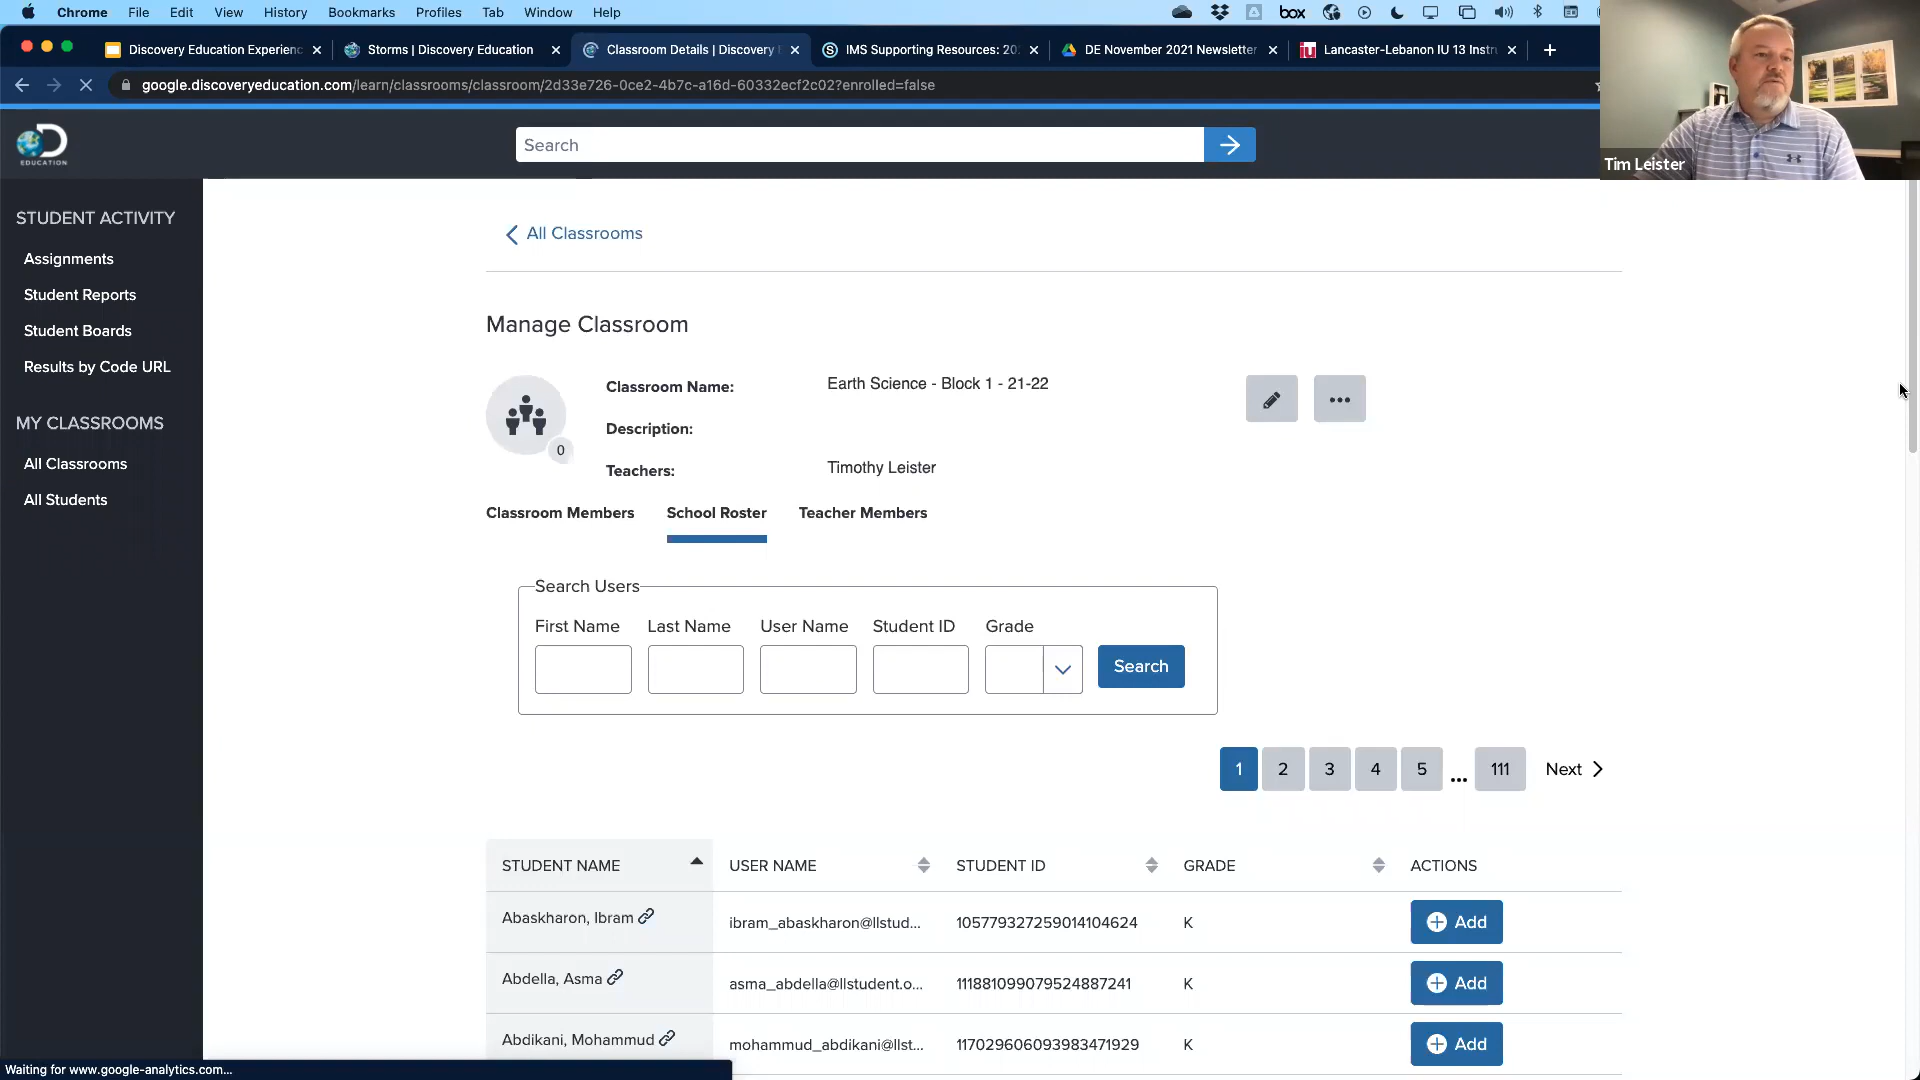 Chrome File Edit View History Bookmarks Profiles Tab Window Help box
Discovery Education Experienc Storms | Discovery Education Classroom Details | Discovery IMS Supporting Resources: 20 DE November 2021 Newsletter Lancaster-Lebanon IU 13 Instru
google.discoveryeducation.com/learn/classrooms/classroom/2d33e726-0ce2-4b7c-a16d-60332ecf2c02?enrolled=false
EDUCATION
Search
Tim Leister
STUDENT ACTIVITY
Assignments
Student Reports
Student Boards
Results by Code URL
MY CLASSROOMS
All Classrooms
All Students
All Classrooms
Manage Classroom
0
Classroom Name: Earth Science - Block 1 - 21-22
Description:
Teachers: Timothy Leister
Classroom Members School Roster Teacher Members
Search Users
First Name Last Name User Name Student ID Grade
Search
1 2 3 4 5 ... 111 Next
STUDENT NAME USER NAME STUDENT ID GRADE ACTIONS
Abaskharon, Ibram ibram_abaskharon@llstud... 105779327259014104624 K Add
Abdella, Asma asma_abdella@llstudent.o... 111881099079524887241 K Add
Abdikani, Mohammud mohammud_abdikani@llst... 117029606093983471929 K Add
Waiting for www.google-analytics.com...